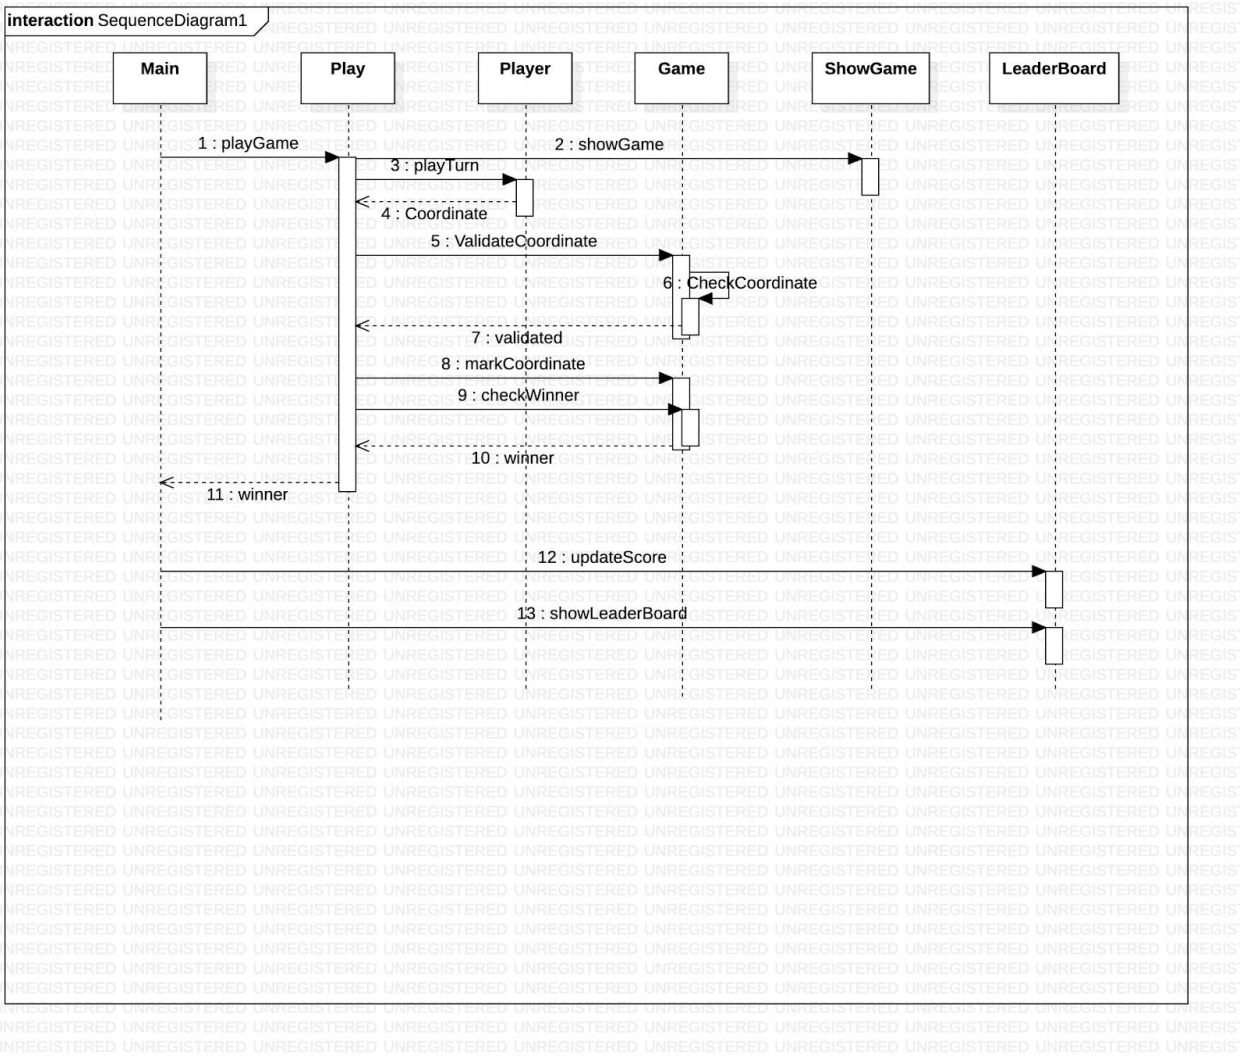 interaction SequenceDiagram1
Main
Play
Player
Game
ShowGame
LeaderBoard
1 : playGame
2 : showGame
3 : playTurn
4 : Coordinate
5 : ValidateCoordinate
6 : CheckCoordinate
7 : validated
8 : markCoordinate
9 : checkWinner
10 : winner
11 : winner
12 : updateScore
13 : showLeaderBoard
UNREGISTERED